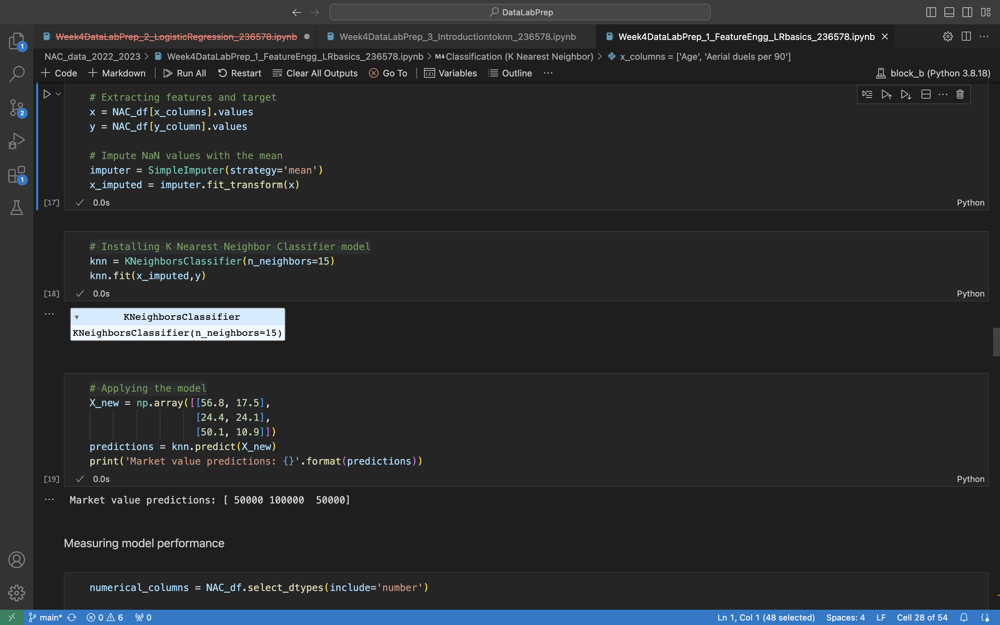 DataLabPrep
Week4DataLabPrep_2_LogisticRegression_236578.ipynb
Week4DataLabPrep_3_Introductiontoknn_236578.ipynb
Week4DataLabPrep_1_FeatureEngg_LRbasics_236578.ipynb
NAC_data_2022_2023 > Week4DataLabPrep_1_FeatureEngg_LRbasics_236578.ipynb > M↓Classification (K Nearest Neighbor) > x_columns = ['Age', 'Aerial duels per 90']
+ Code + Markdown Run All Restart Clear All Outputs Go To Variables Outline ··· block_b (Python 3.8.18)
# Extracting features and target
x = NAC_df[x_columns].values
y = NAC_df[y_column].values
# Impute NaN values with the mean
imputer = SimpleImputer(strategy='mean')
x_imputed = imputer.fit_transform(x)
[17] 0.0s Python
# Installing K Nearest Neighbor Classifier model
knn = KNeighborsClassifier(n_neighbors=15)
knn.fit(x_imputed,y)
[18] 0.0s Python
KNeighborsClassifier
KNeighborsClassifier(n_neighbors=15)
# Applying the model
X_new = np.array([[56.8, 17.5],
[24.4, 24.1],
[50.1, 10.9]])
predictions = knn.predict(X_new)
print('Market value predictions: {}'.format(predictions))
[19] 0.0s Python
Market value predictions: [ 50000 100000  50000]
Measuring model performance
numerical_columns = NAC_df.select_dtypes(include='number')
1
2
1
main* 0 6 0 Ln 1, Col 1 (48 selected) Spaces: 4 LF Cell 28 of 54